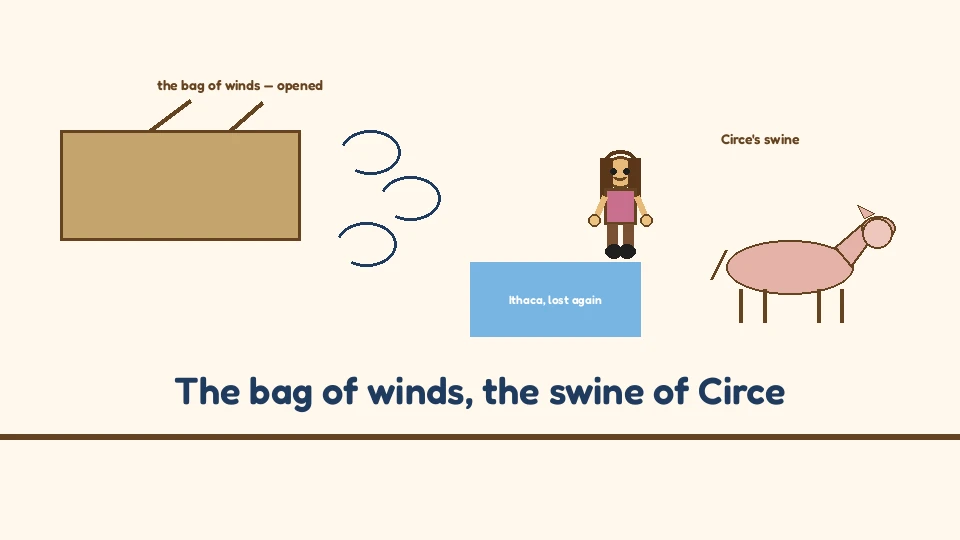 the bag of winds — opened
Circe's swine
Ithaca, lost again
The bag of winds, the swine of Circe